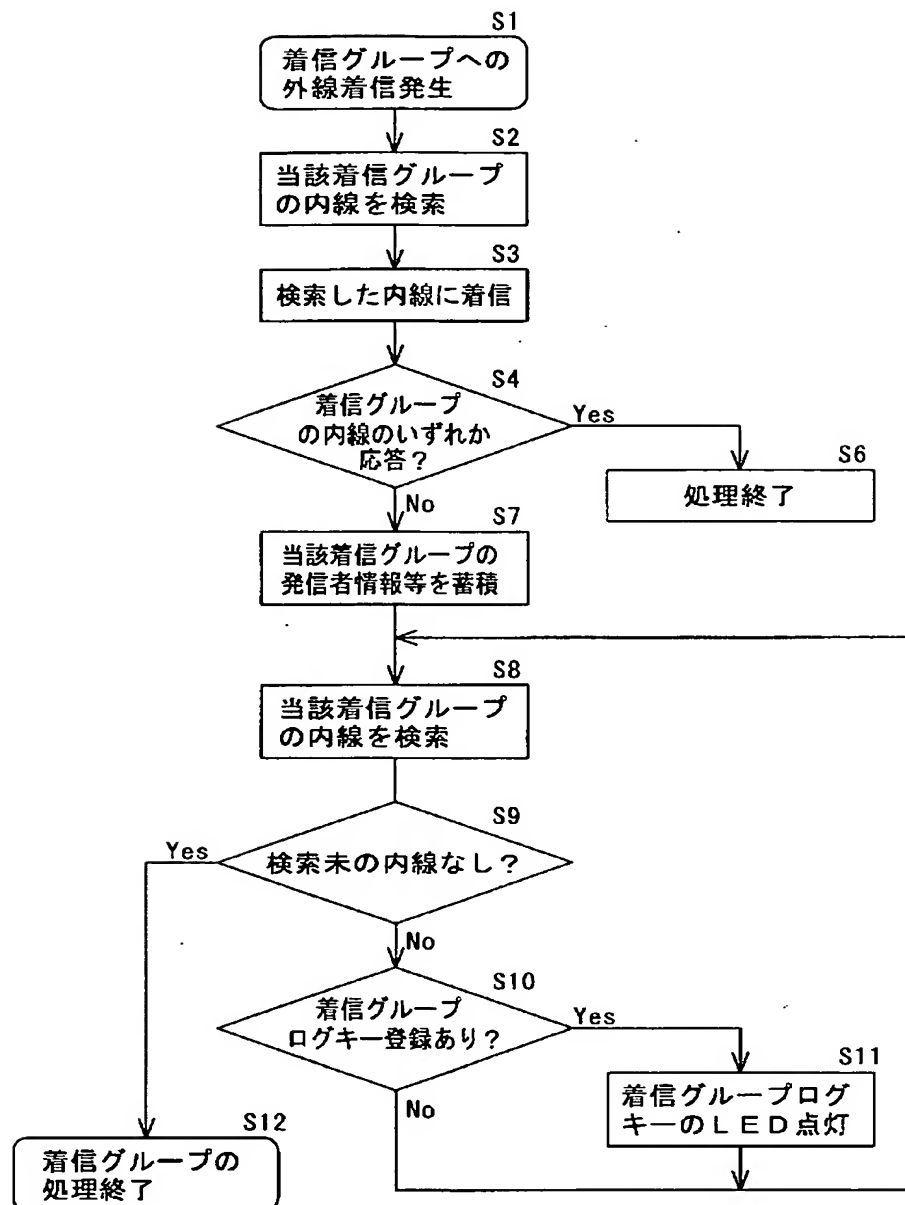 S1
着信グループへの
外線着信発生
S2
当該着信グループ
の内線を検索
S3
検索した内線に着信
S4
着信グループ
の内線のいずれか
応答？
Yes
S6
処理終了
No
S7
当該着信グループの
発信者情報等を蓄積
S8
当該着信グループ
の内線を検索
S9
Yes
検索未の内線なし？
No
S10
着信グループ
ログキー登録あり？
Yes
S11
着信グループログ
キーのＬＥＤ点灯
No
S12
着信グループの
処理終了